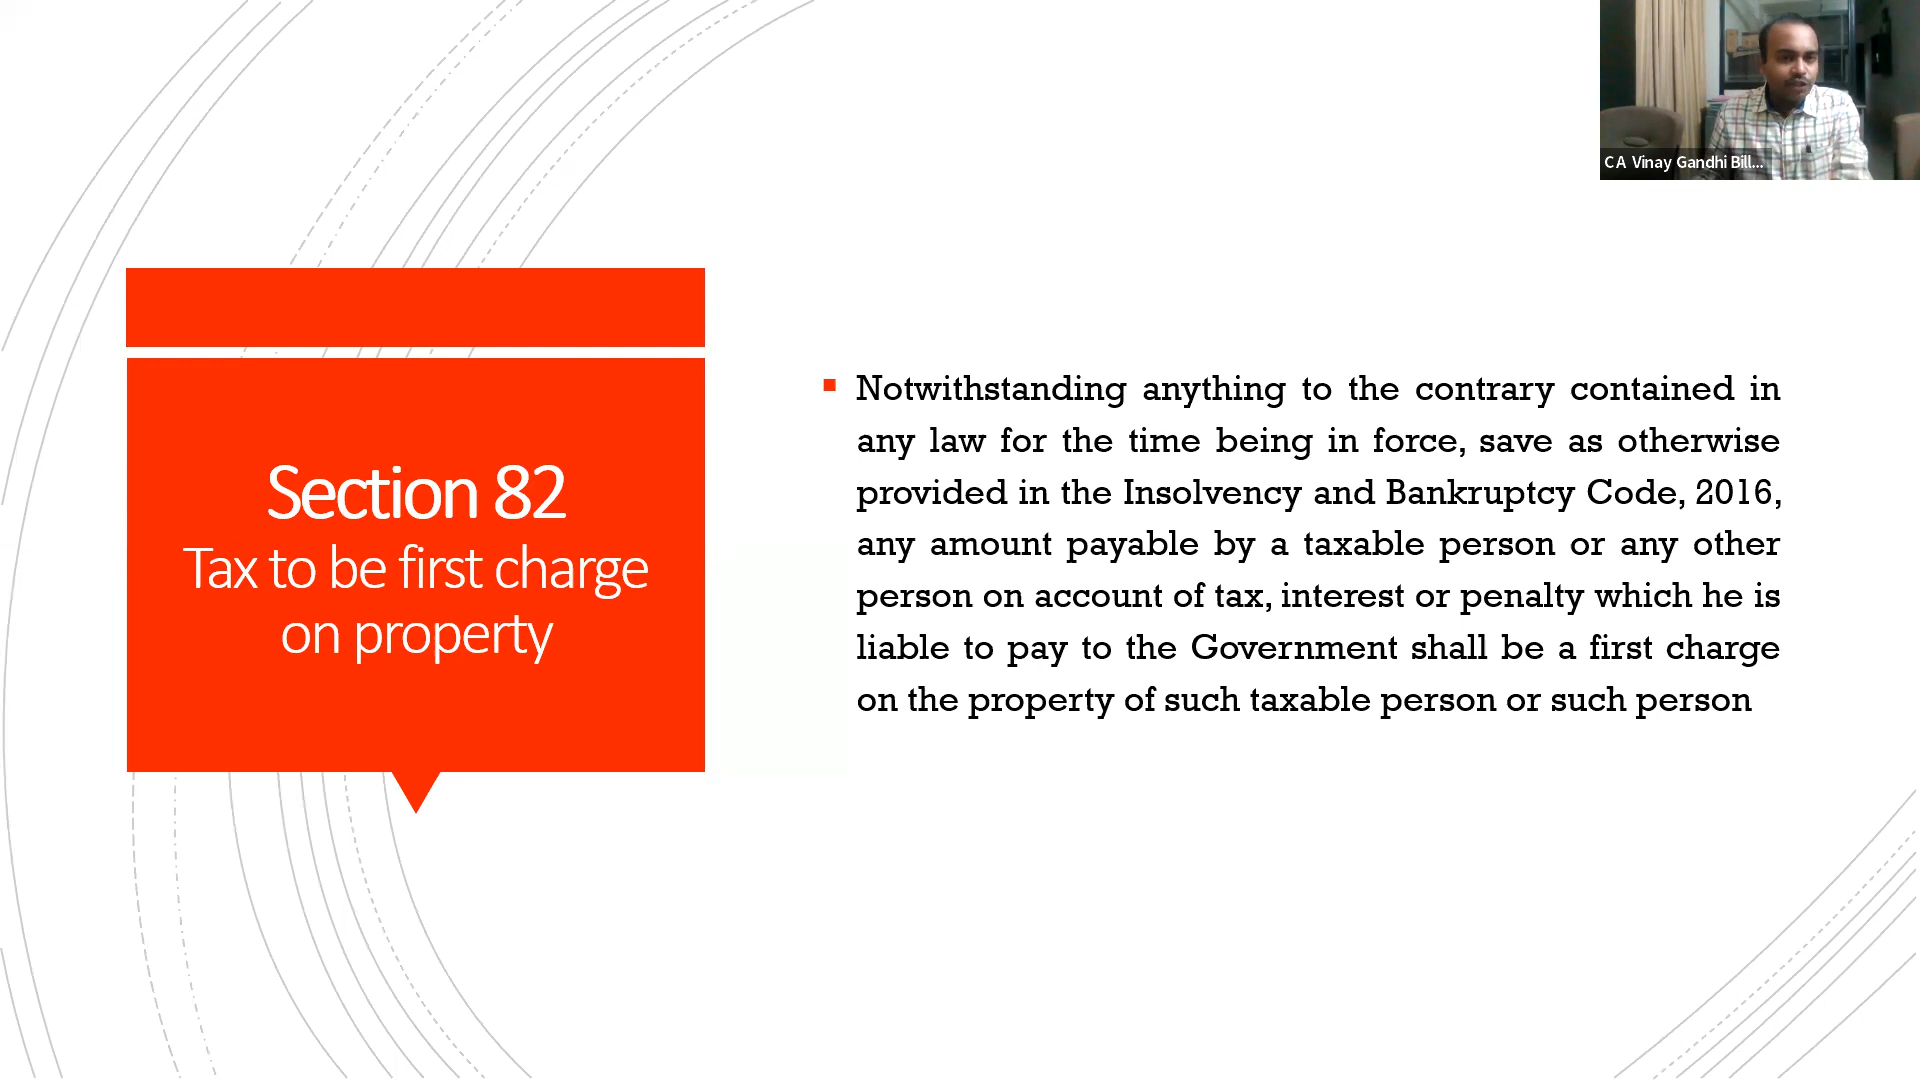 CA Vinay Gandhi Bill...
Section 82
Tax to be first charge
on property
Notwithstanding anything to the contrary contained in
any law for the time being in force, save as otherwise
provided in the Insolvency and Bankruptcy Code, 2016,
any amount payable by a taxable person or any other
person on account of tax, interest or penalty which he is
liable to pay to the Government shall be a first charge
on the property of such taxable person or such person